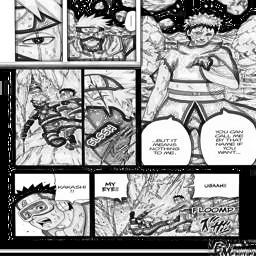 YOU CAN
CALL ME
BY THAT
NAME IF
YOU
WANT...
...BUT IT
MEANS
NOTHING
TO ME.
KAKASHI
!!
MY
EYE!!
UGAAH!!
FLOOMP